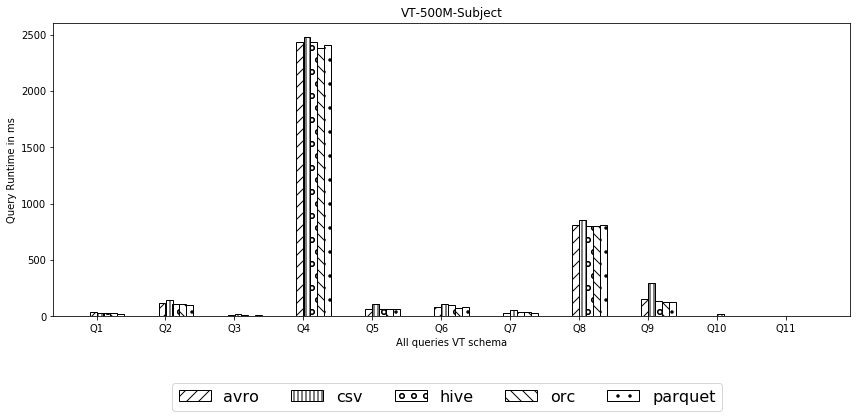 VT-500M-Subject
Query Runtime in ms
2500
2000
1500
1000
500
0
Q1 Q2 Q3 Q4 Q5 Q6 Q7 Q8 Q9 Q10 Q11
All queries VT schema
avro csv hive orc parquet